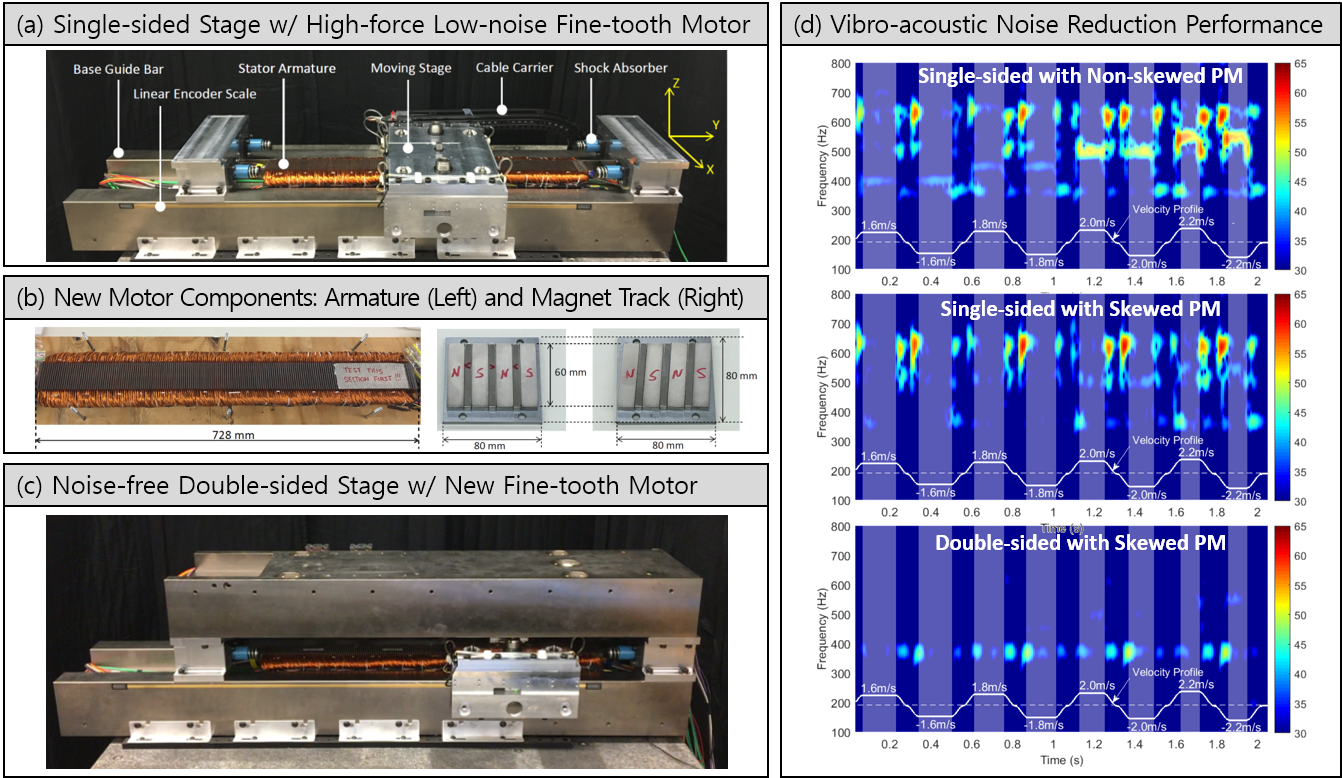 (a) Single-sided Stage w/ High-force Low-noise Fine-tooth Motor
Base Guide Bar
Stator Armature
Moving Stage
Cable Carrier
Shock Absorber
Linear Encoder Scale
Z
Y
X
(b) New Motor Components: Armature (Left) and Magnet Track (Right)
TEST THIS
SECTION FIRST !!!
N < S > N < S
N S N S
60 mm
80 mm
728 mm
80 mm
80 mm
(c) Noise-free Double-sided Stage w/ New Fine-tooth Motor
(d) Vibro-acoustic Noise Reduction Performance
Single-sided with Non-skewed PM
Frequency (Hz)
800
700
600
500
400
300
200
100
65
60
55
50
45
40
35
30
Velocity Profile
1.6m/s
1.8m/s
2.0m/s
2.2m/s
-1.6m/s
-1.8m/s
-2.0m/s
-2.2m/s
0.2 0.4 0.6 0.8 1 1.2 1.4 1.6 1.8 2
Single-sided with Skewed PM
Frequency (Hz)
800
700
600
500
400
300
200
100
65
60
55
50
45
40
35
30
Velocity Profile
1.6m/s
1.8m/s
2.0m/s
2.2m/s
-1.6m/s
-1.8m/s
-2.0m/s
-2.2m/s
0.2 0.4 0.6 0.8 1 1.2 1.4 1.6 1.8 2
Time (s)
Double-sided with Skewed PM
Frequency (Hz)
800
700
600
500
400
300
200
100
65
60
55
50
45
40
35
30
Velocity Profile
1.6m/s
1.8m/s
2.0m/s
2.2m/s
-1.6m/s
-1.8m/s
-2.0m/s
-2.2m/s
0.2 0.4 0.6 0.8 1 1.2 1.4 1.6 1.8 2
Time (s)